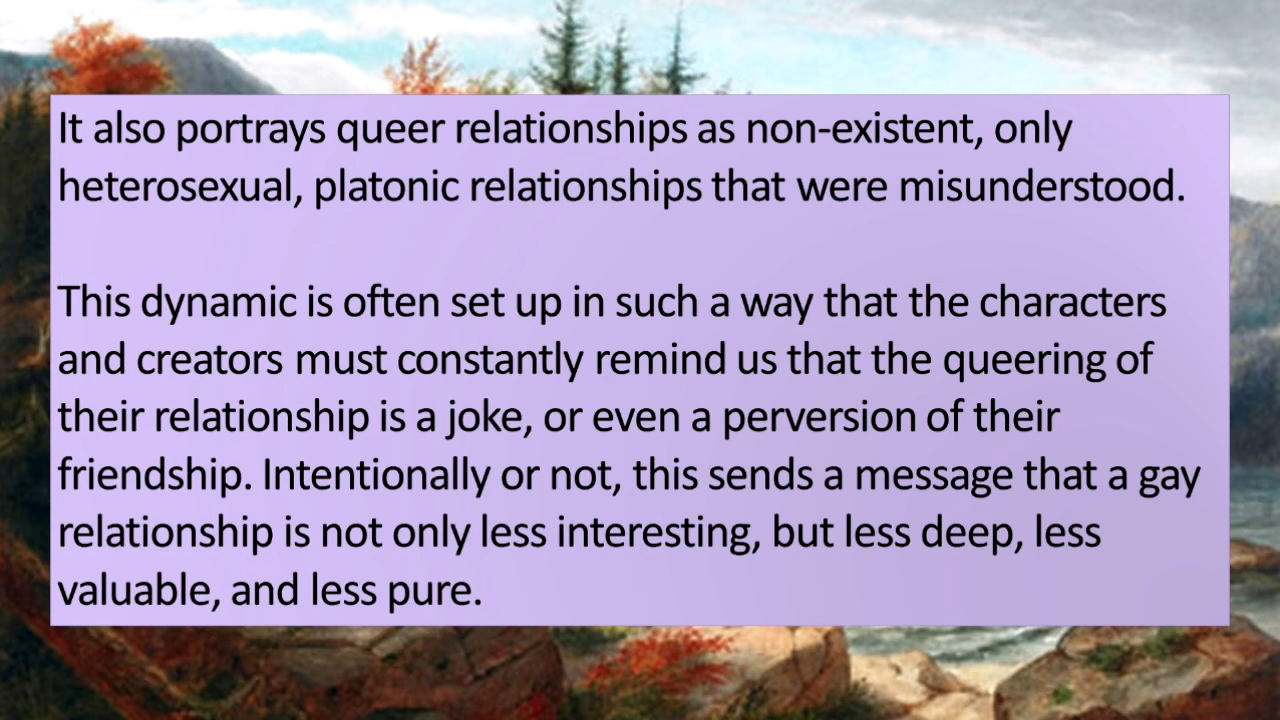 It also portrays queer relationships as non-existent, only
heterosexual, platonic relationships that were misunderstood.
This dynamic is often set up in such a way that the characters
and creators must constantly remind us that the queering of
their relationship is a joke, or even a perversion of their
friendship. Intentionally or not, this sends a message that a gay
relationship is not only less interesting, but less deep, less
valuable, and less pure.